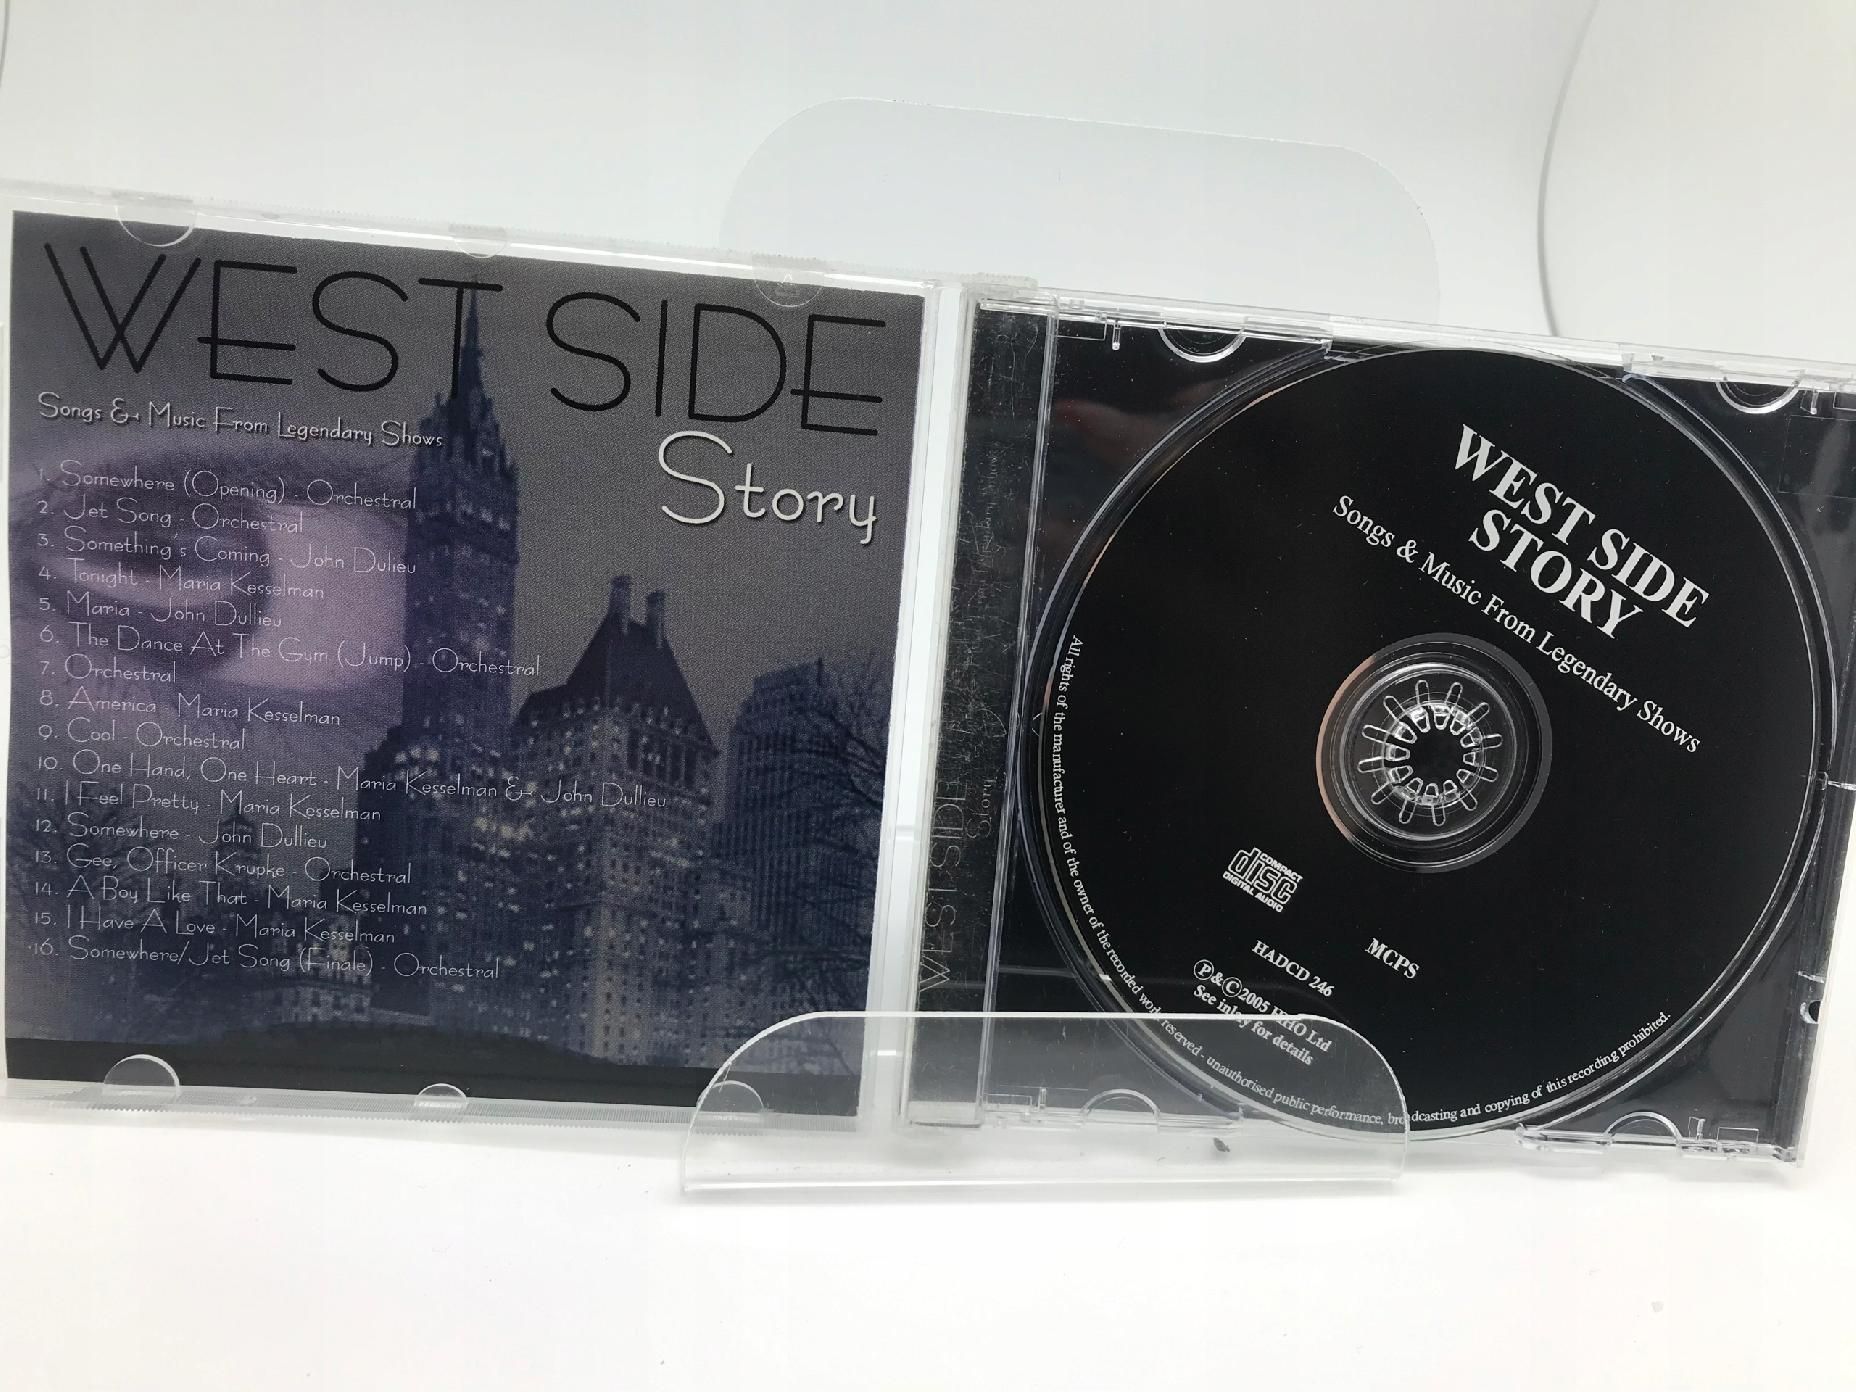 WEST SIDE
Story
Songs & Music From Legendary Shows
1. Somewhere (Opening) - Orchestral
2. Jet Song - Orchestral
3. Something's Coming - John Dulieu
4. Tonight - Maria Kesselman
5. Maria - John Dullieu
6. The Dance At The Gym (Jump) - Orchestral
7. Orchestral
8. America - Maria Kesselman
9. Cool - Orchestral
10. One Hand, One Heart - Maria Kesselman & John Dullieu
11. I Feel Pretty - Maria Kesselman
12. Somewhere - John Dullieu
13. Gee, Officer Krupke - Orchestral
14. A Boy Like That - Maria Kesselman
15. I Have A Love - Maria Kesselman
16. Somewhere/Jet Song (Finale) - Orchestral
WEST SIDE Story
WEST SIDE
STORY
Songs & Music From Legendary Shows
COMPACT
disc
DIGITAL AUDIO
MCPS
HADCD 246
℗&©2005 HHO Ltd
See inlay for details
All rights of the manufacturer and of the owner of the recorded work reserved - unauthorised public performance, broadcasting and copying of this recording prohibited.